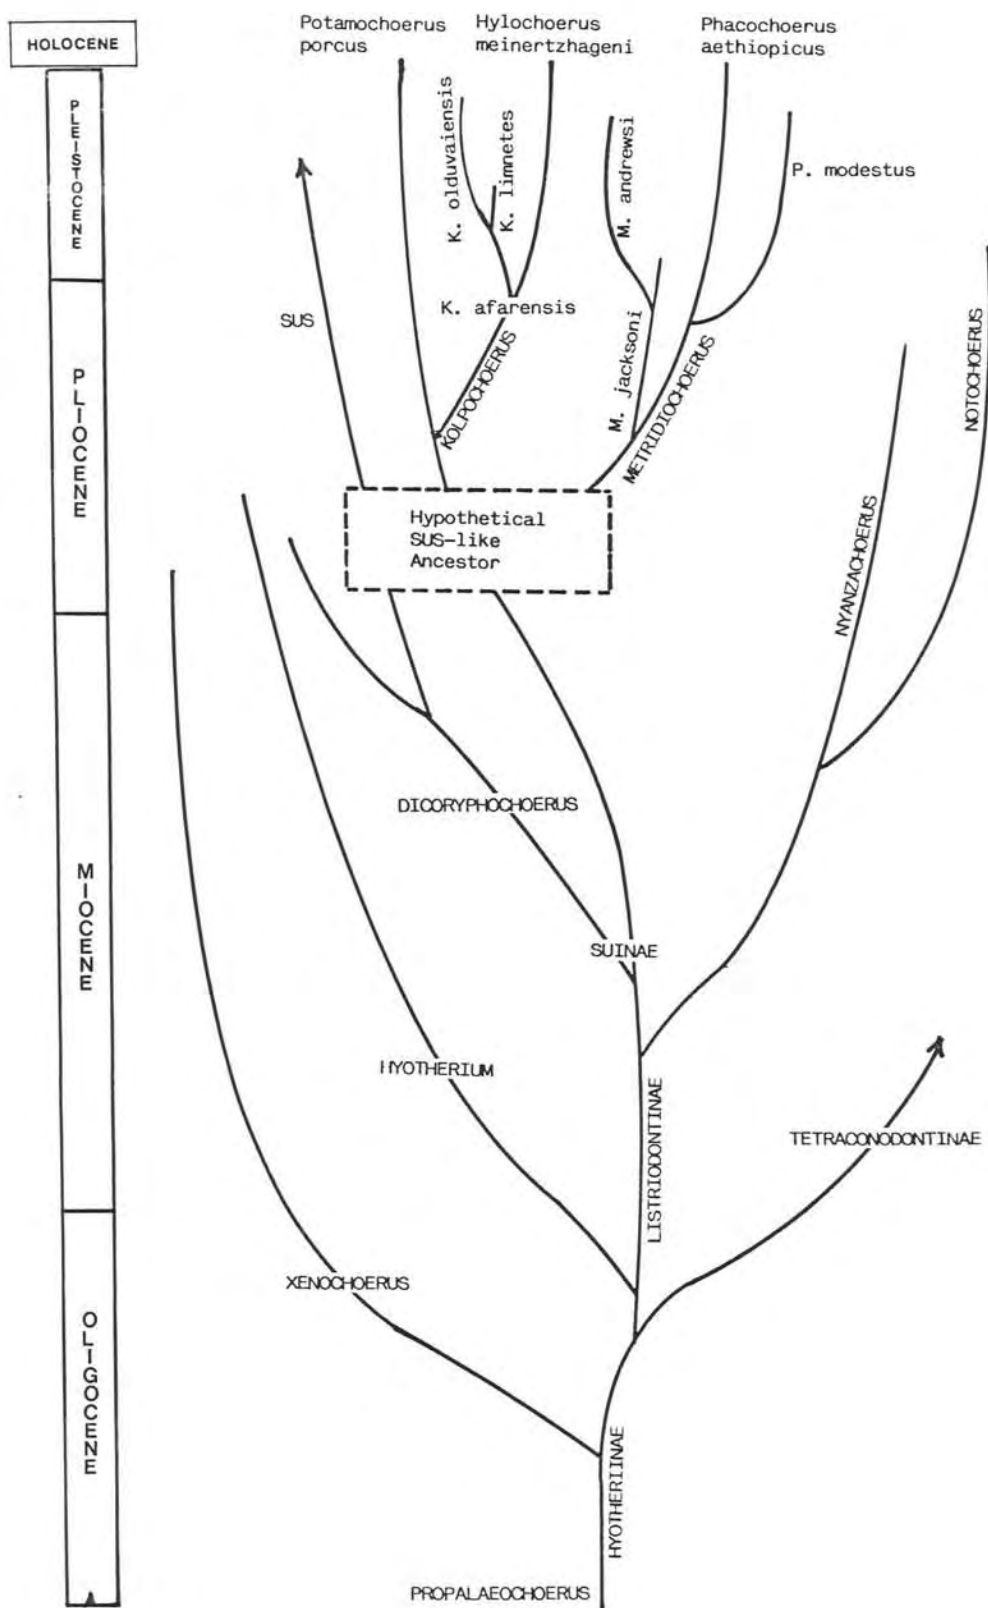 HOLOCENE
PLEISTOCENE
PLIOCENE
MIOCENE
OLIGOCENE
Potamochoerus
porcus
Hylochoerus
meinertzhageni
Phacochoerus
aethiopicus
K. olduvaiensis
K. limnetes
M. andrewsi
P. modestus
SUS
K. afarensis
KOLPOCHOERUS
M. jacksoni
METRIDIOCHOERUS
NOTOCHOERUS
Hypothetical
SUS-like
Ancestor
NYANZACHOERUS
DICORYPHOCHOERUS
SUINAE
HYOTHERIUM
LISTRIODONTINAE
TETRACONODONTINAE
XENOCHOERUS
HYOTHERIINAE
PROPALAEOCHOERUS